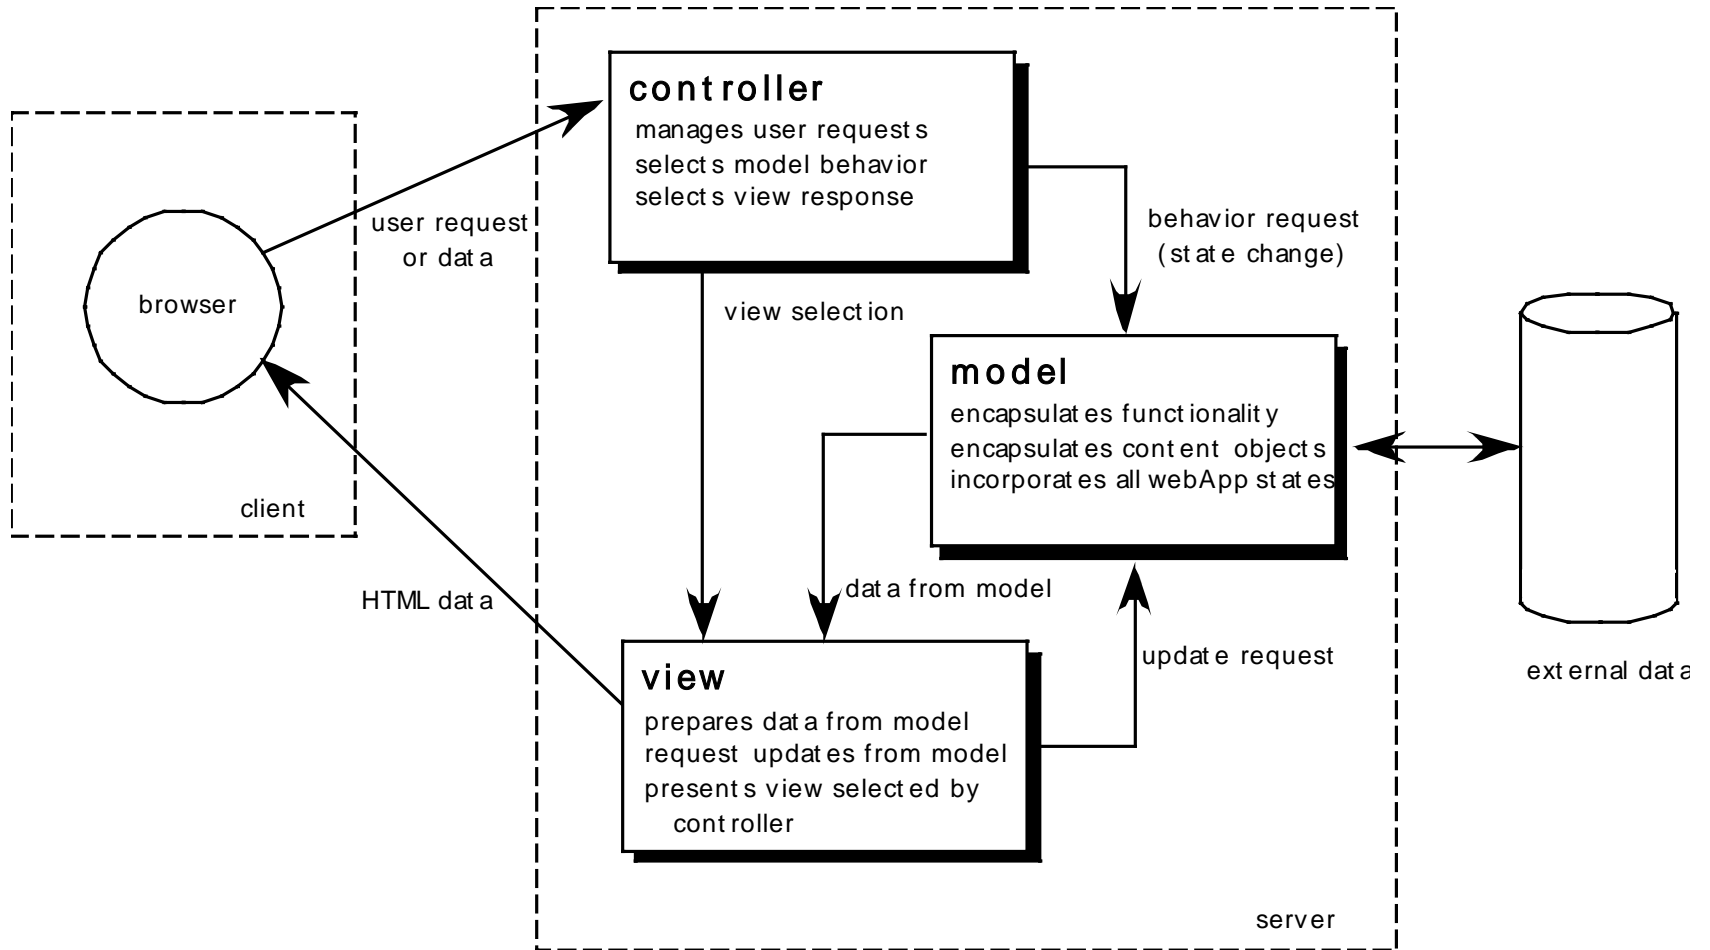 controller
manages user requests
selects model behavior
selects view response
user request
or data
behavior request
(state change)
browser
view selection
model
encapsulates functionality
encapsulates content objects
incorporates all webApp states
client
HTML data
data from model
update request
external data
view
prepares data from model
request updates from model
presents view selected by
controller
server